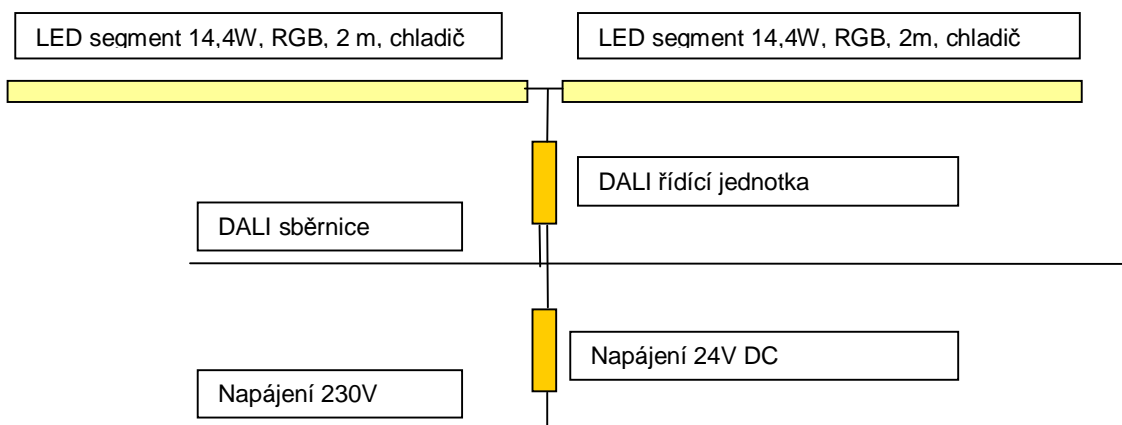 LED segment 14,4W, RGB, 2 m, chladič
LED segment 14,4W, RGB, 2m, chladič
DALI řídící jednotka
DALI sběrnice
Napájení 24V DC
Napájení 230V